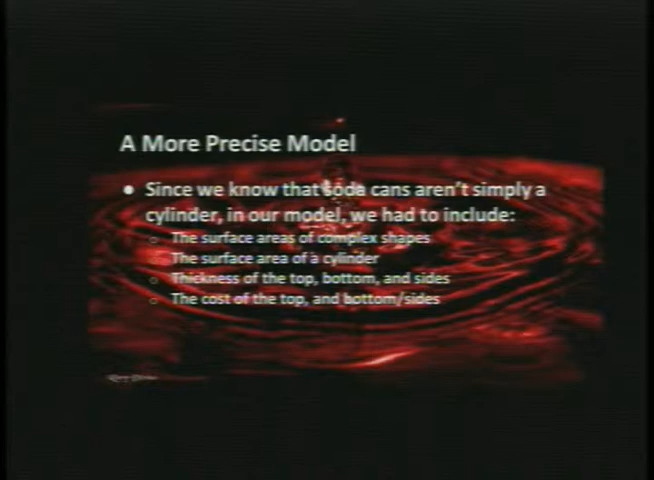 A More Precise Model
• Since we know that soda cans aren't simply a
cylinder, in our model, we had to include:
○ The surface areas of complex shapes
○ The surface area of a cylinder
○ Thickness of the top, bottom, and sides
○ The cost of the top, and bottom/sides